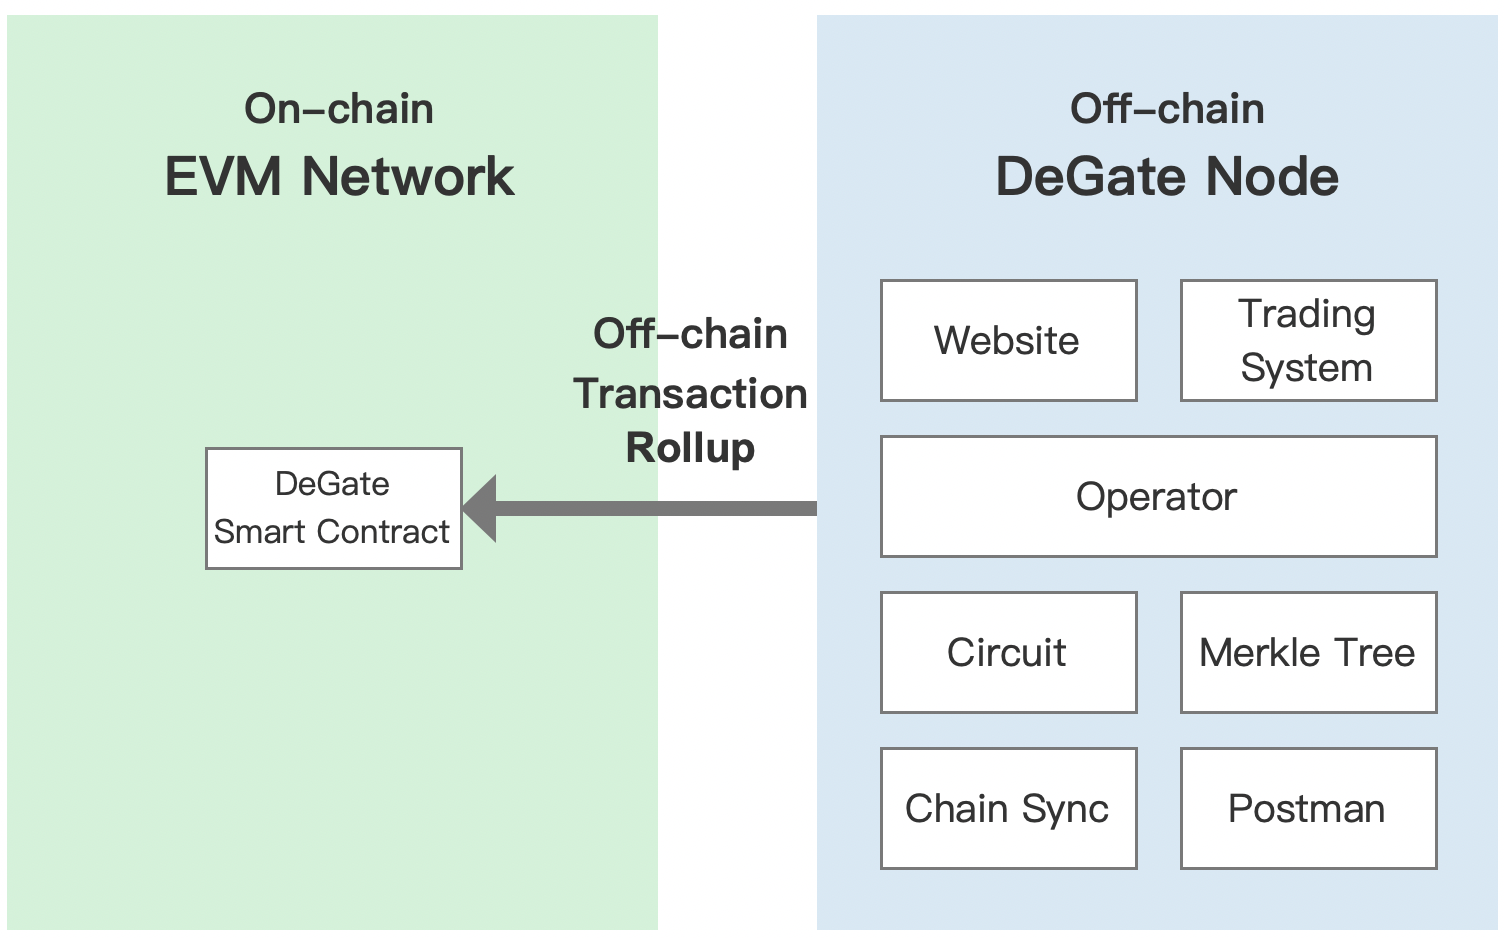 On-chain
EVM Network
DeGate
Smart Contract
Off-chain
Transaction
Rollup
Off-chain
DeGate Node
Website
Trading
System
Operator
Circuit
Merkle Tree
Chain Sync
Postman